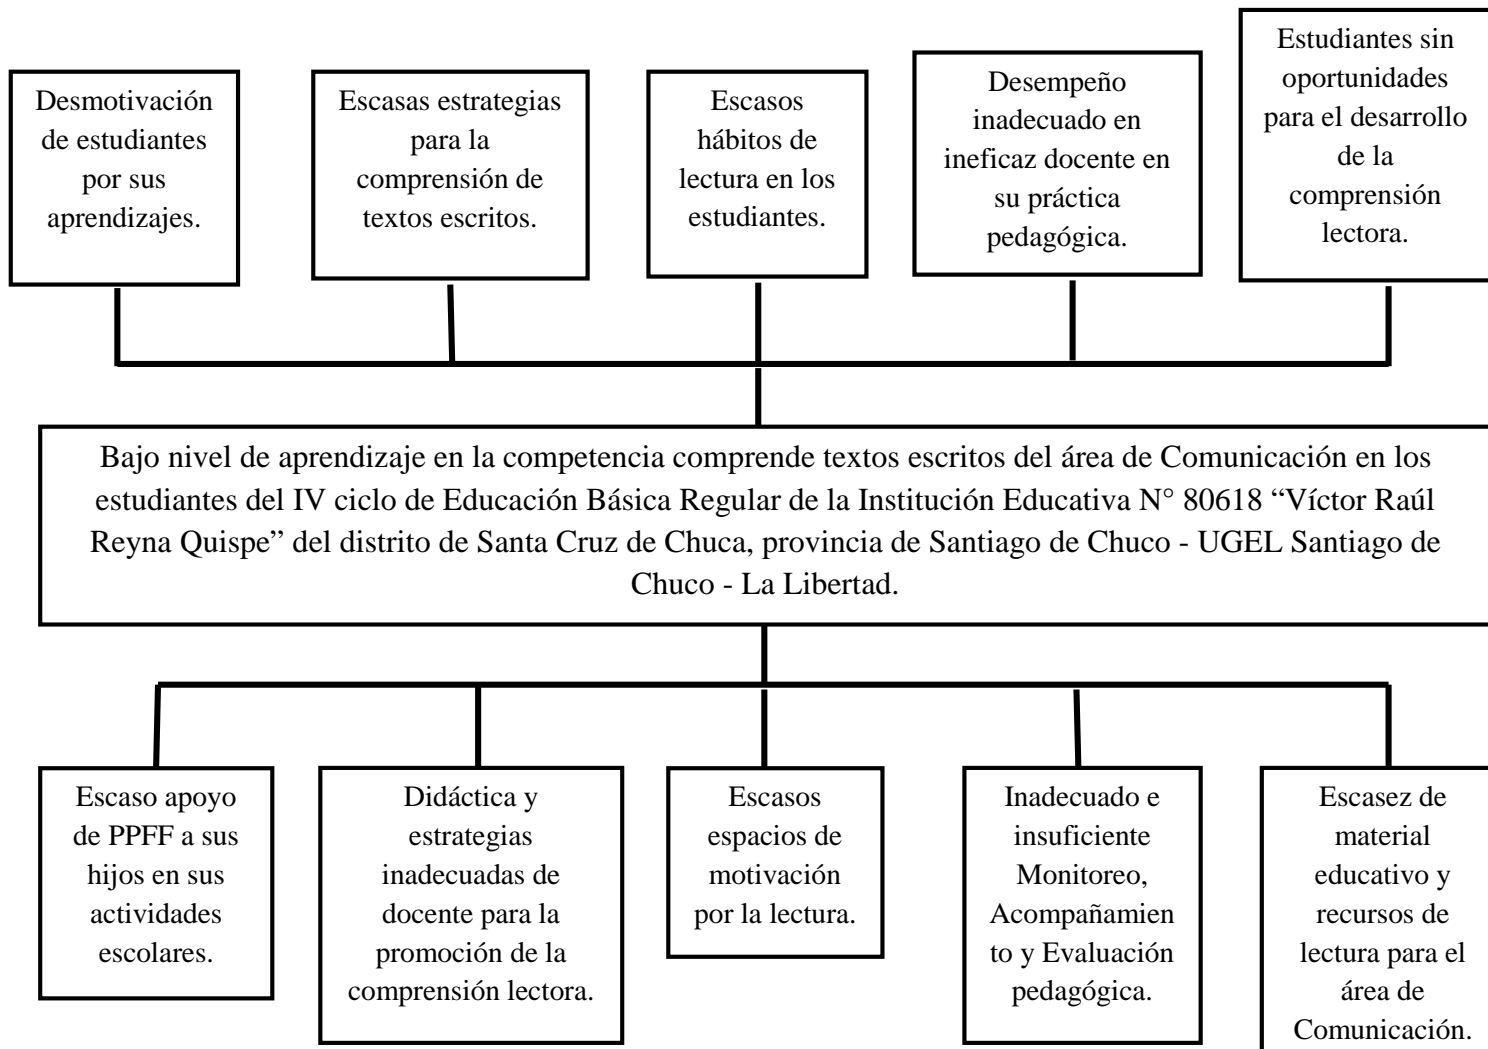 Desmotivación
de estudiantes
por sus
aprendizajes.
Escasas estrategias
para la
comprensión de
textos escritos.
Escasos
hábitos de
lectura en los
estudiantes.
Desempeño
inadecuado en
ineficaz docente en
su práctica
pedagógica.
Estudiantes sin
oportunidades
para el desarrollo
de la
comprensión
lectora.
Bajo nivel de aprendizaje en la competencia comprende textos escritos del área de Comunicación en los
estudiantes del IV ciclo de Educación Básica Regular de la Institución Educativa N° 80618 “Víctor Raúl
Reyna Quispe” del distrito de Santa Cruz de Chuca, provincia de Santiago de Chuco - UGEL Santiago de
Chuco - La Libertad.
Escaso apoyo
de PPFF a sus
hijos en sus
actividades
escolares.
Didáctica y
estrategias
inadecuadas de
docente para la
promoción de la
comprensión lectora.
Escasos
espacios de
motivación
por la lectura.
Inadecuado e
insuficiente
Monitoreo,
Acompañamien
to y Evaluación
pedagógica.
Escasez de
material
educativo y
recursos de
lectura para el
área de
Comunicación.